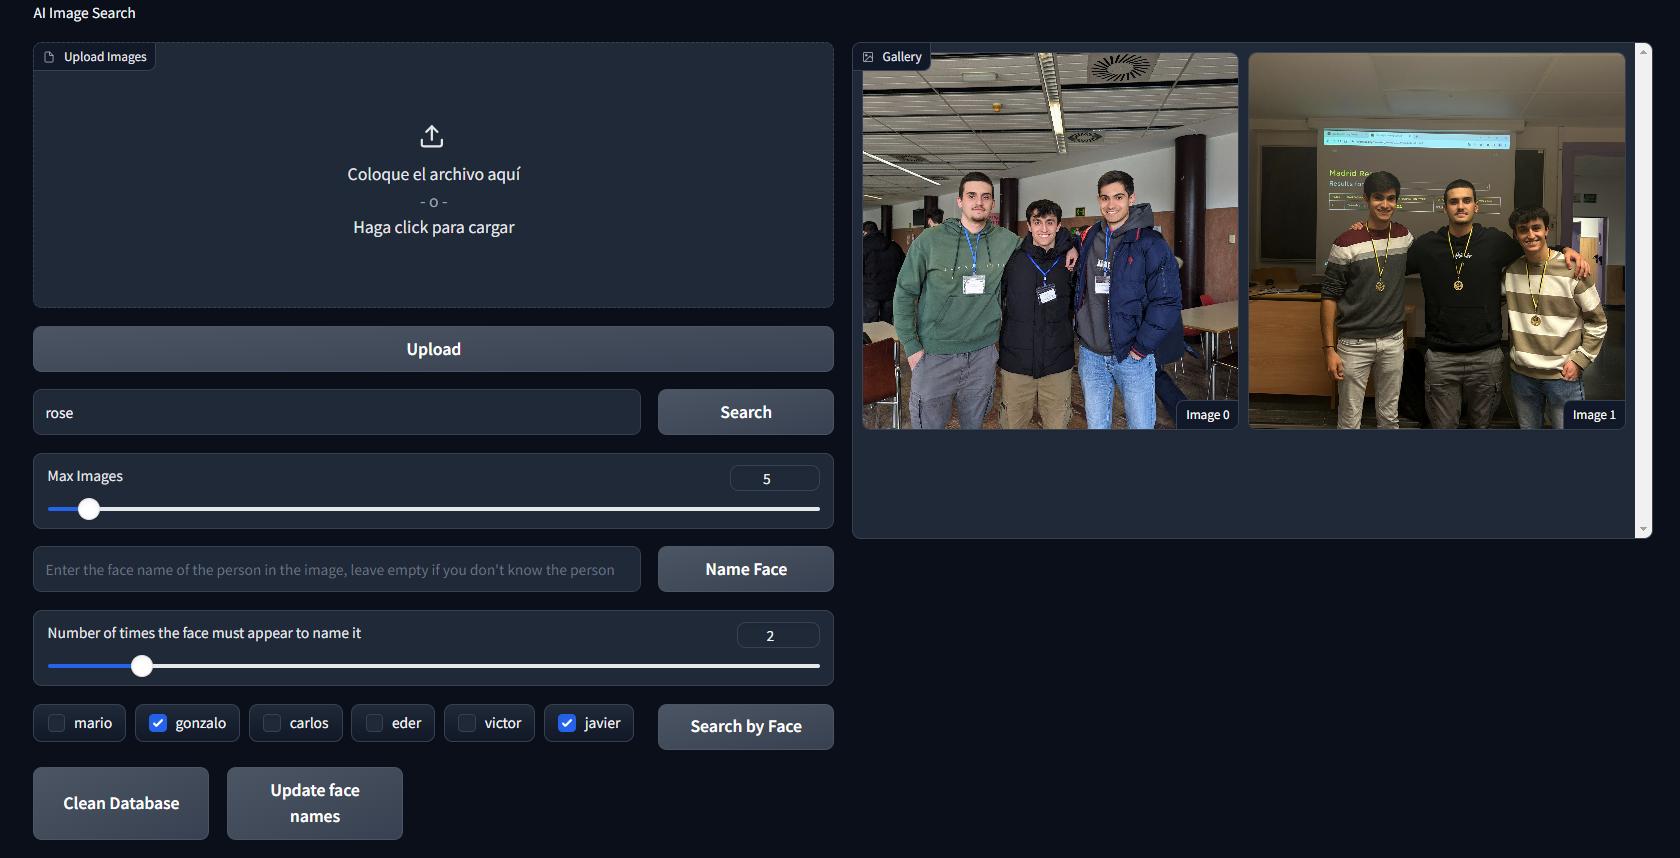 AI Image Search
Upload Images
Coloque el archivo aquí
- o -
Haga click para cargar
Upload
rose
Search
Max Images
5
Enter the face name of the person in the image, leave empty if you don't know the person
Name Face
Number of times the face must appear to name it
2
mario
gonzalo
carlos
eder
victor
javier
Search by Face
Clean Database
Update face
names
Gallery
Image 0
Madrid Re
Results for
Image 1